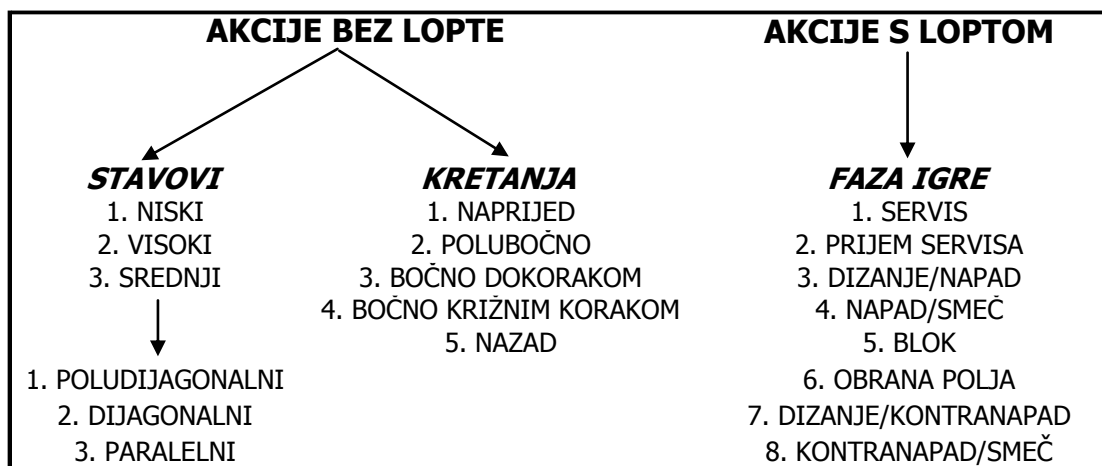 AKCIJE BEZ LOPTE
STAVOVI
1. NISKI
2. VISOKI
3. SREDNJI
1. POLUDIJAGONALNI
2. DIJAGONALNI
3. PARALELNI
KRETANJA
1. NAPRIJED
2. POLUBOČNO
3. BOČNO DOKORAKOM
4. BOČNO KRIŽNIM KORAKOM
5. NAZAD
AKCIJE S LOPTOM
FAZA IGRE
1. SERVIS
2. PRIJEM SERVISA
3. DIZANJE/NAPAD
4. NAPAD/SMEČ
5. BLOK
6. OBRANA POLJA
7. DIZANJE/KONTRANAPAD
8. KONTRANAPAD/SMEČ